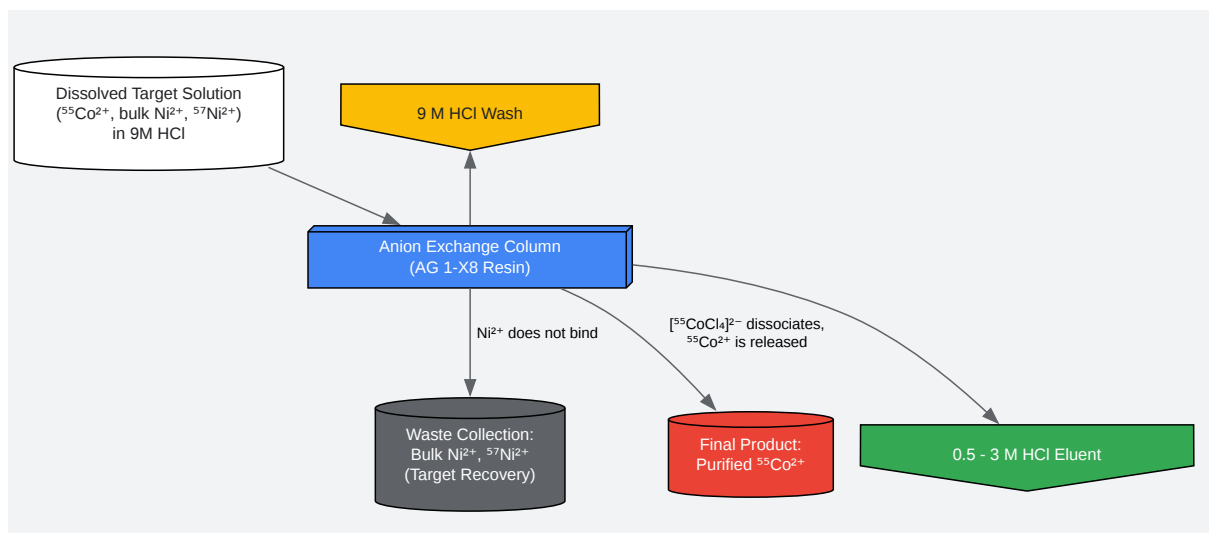 Dissolved Target Solution
(⁵⁵Co²⁺, bulk Ni²⁺, ⁵⁷Ni²⁺)
in 9M HCl
9 M HCl Wash
Anion Exchange Column
(AG 1-X8 Resin)
Ni²⁺ does not bind
[⁵⁵CoCl₄]²⁻ dissociates,
⁵⁵Co²⁺ is released
Waste Collection:
Bulk Ni²⁺, ⁵⁷Ni²⁺
(Target Recovery)
Final Product:
Purified ⁵⁵Co²⁺
0.5 - 3 M HCl Eluent